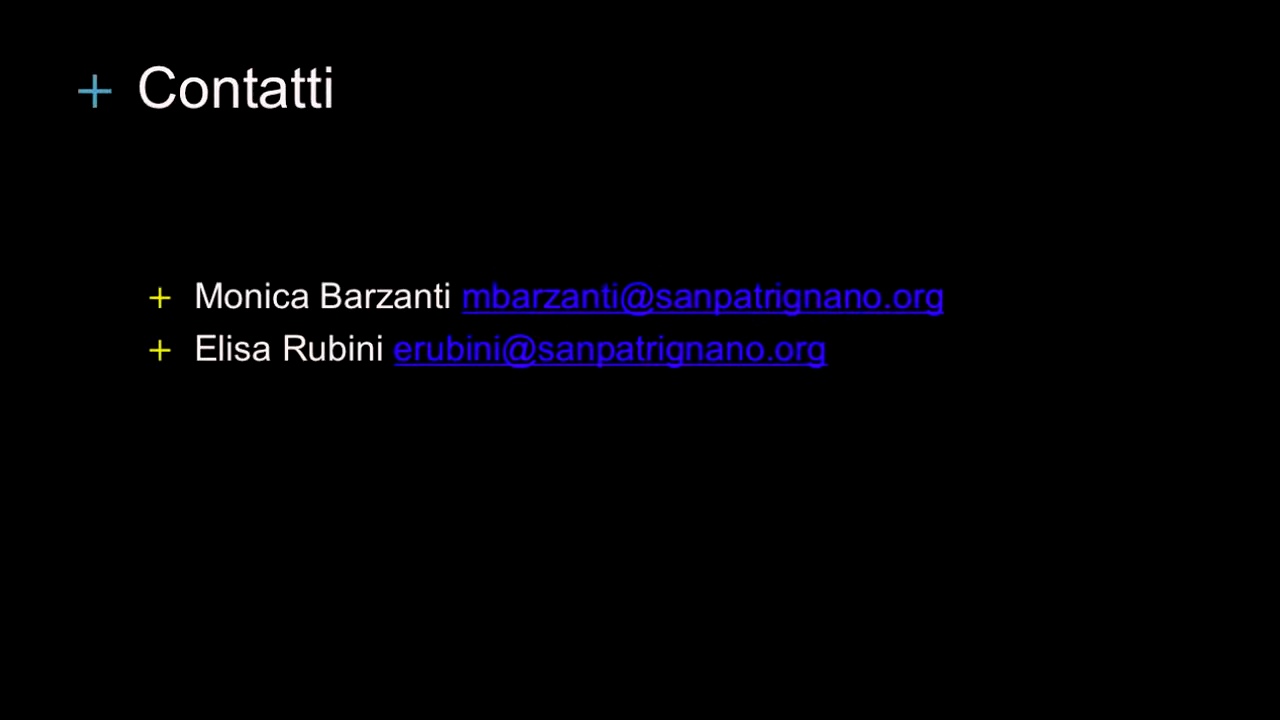 + Contatti
+ Monica Barzanti mbarzanti@sanpatrignano.org
+ Elisa Rubini erubini@sanpatrignano.org